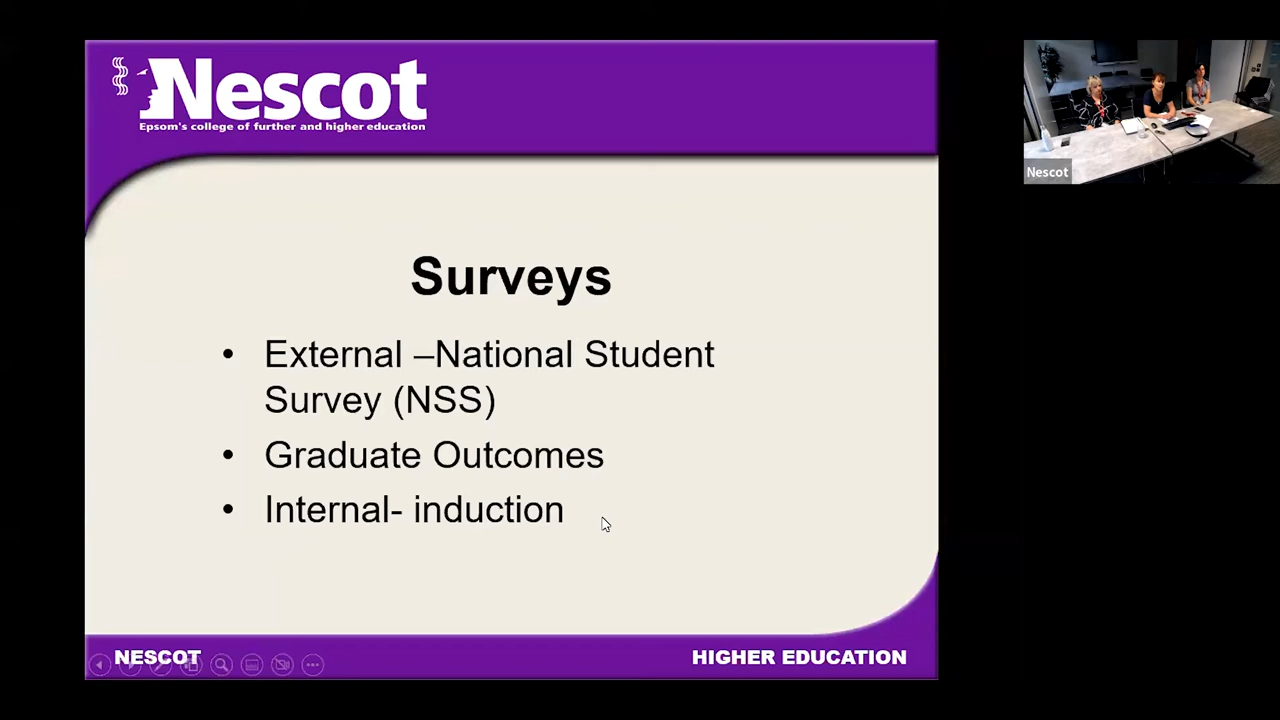 Nescot
Epsom's college of further and higher education
Surveys
• External –National Student
Survey (NSS)
• Graduate Outcomes
• Internal- induction
NESCOT
HIGHER EDUCATION
Nescot